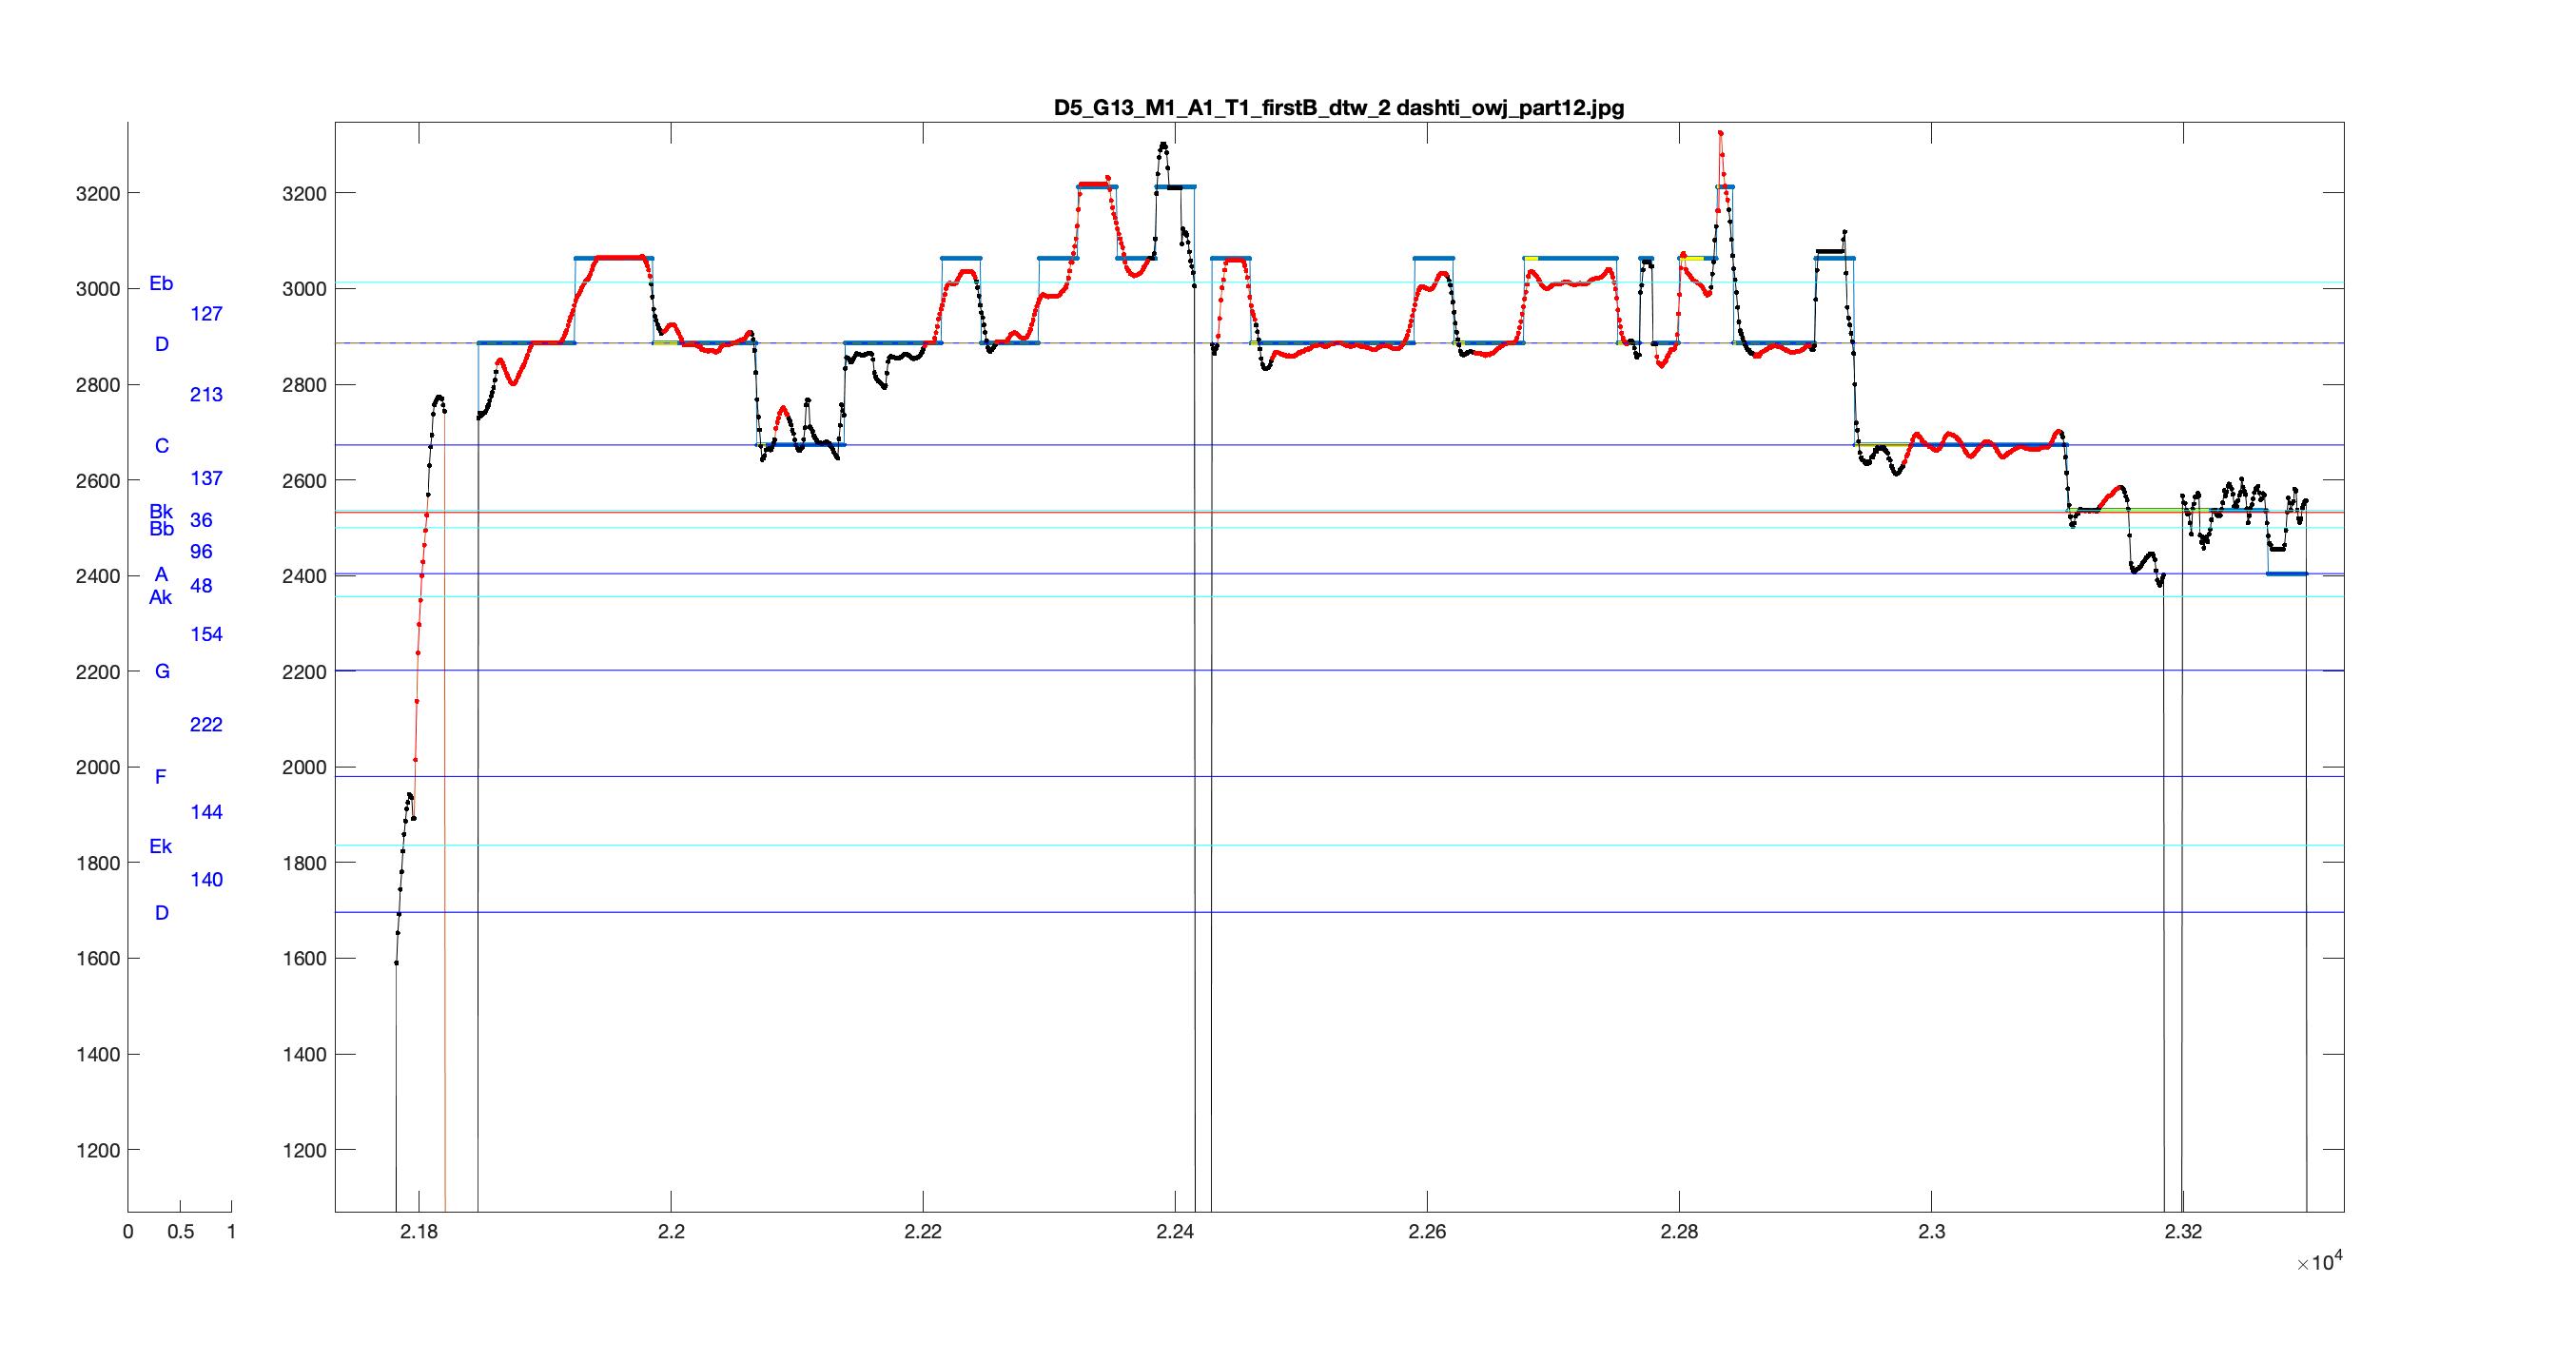 D5_G13_M1_A1_T1_firstB_dtw_2 dashti_owj_part12.jpg
3200 3200
Eb
3000 3000
127
D
213
2800 2800
C
137
2600 2600
Bk
36
Bb
96
2400 A 2400
48
Ak
154
2200 G 2200
222
2000 F 2000
144
Ek
1800 1800
140
D
1600 1600
1400 1400
1200 1200
0 0.5 1 2.18 2.2 2.22 2.24 2.26 2.28 2.3 2.32
×10^4